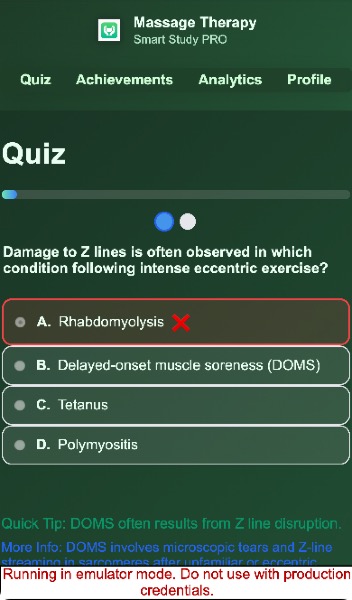 Massage Therapy
Smart Study PRO
Quiz Achievements Analytics Profile
Quiz
Damage to Z lines is often observed in which
condition following intense eccentric exercise?
A. Rhabdomyolysis
B. Delayed-onset muscle soreness (DOMS)
C. Tetanus
D. Polymyositis
Quick Tip: DOMS often results from Z line disruption.
More Info: DOMS involves microscopic tears and Z-line
streaming in sarcomeres after unfamiliar or eccentric
Running in emulator mode. Do not use with production
credentials.